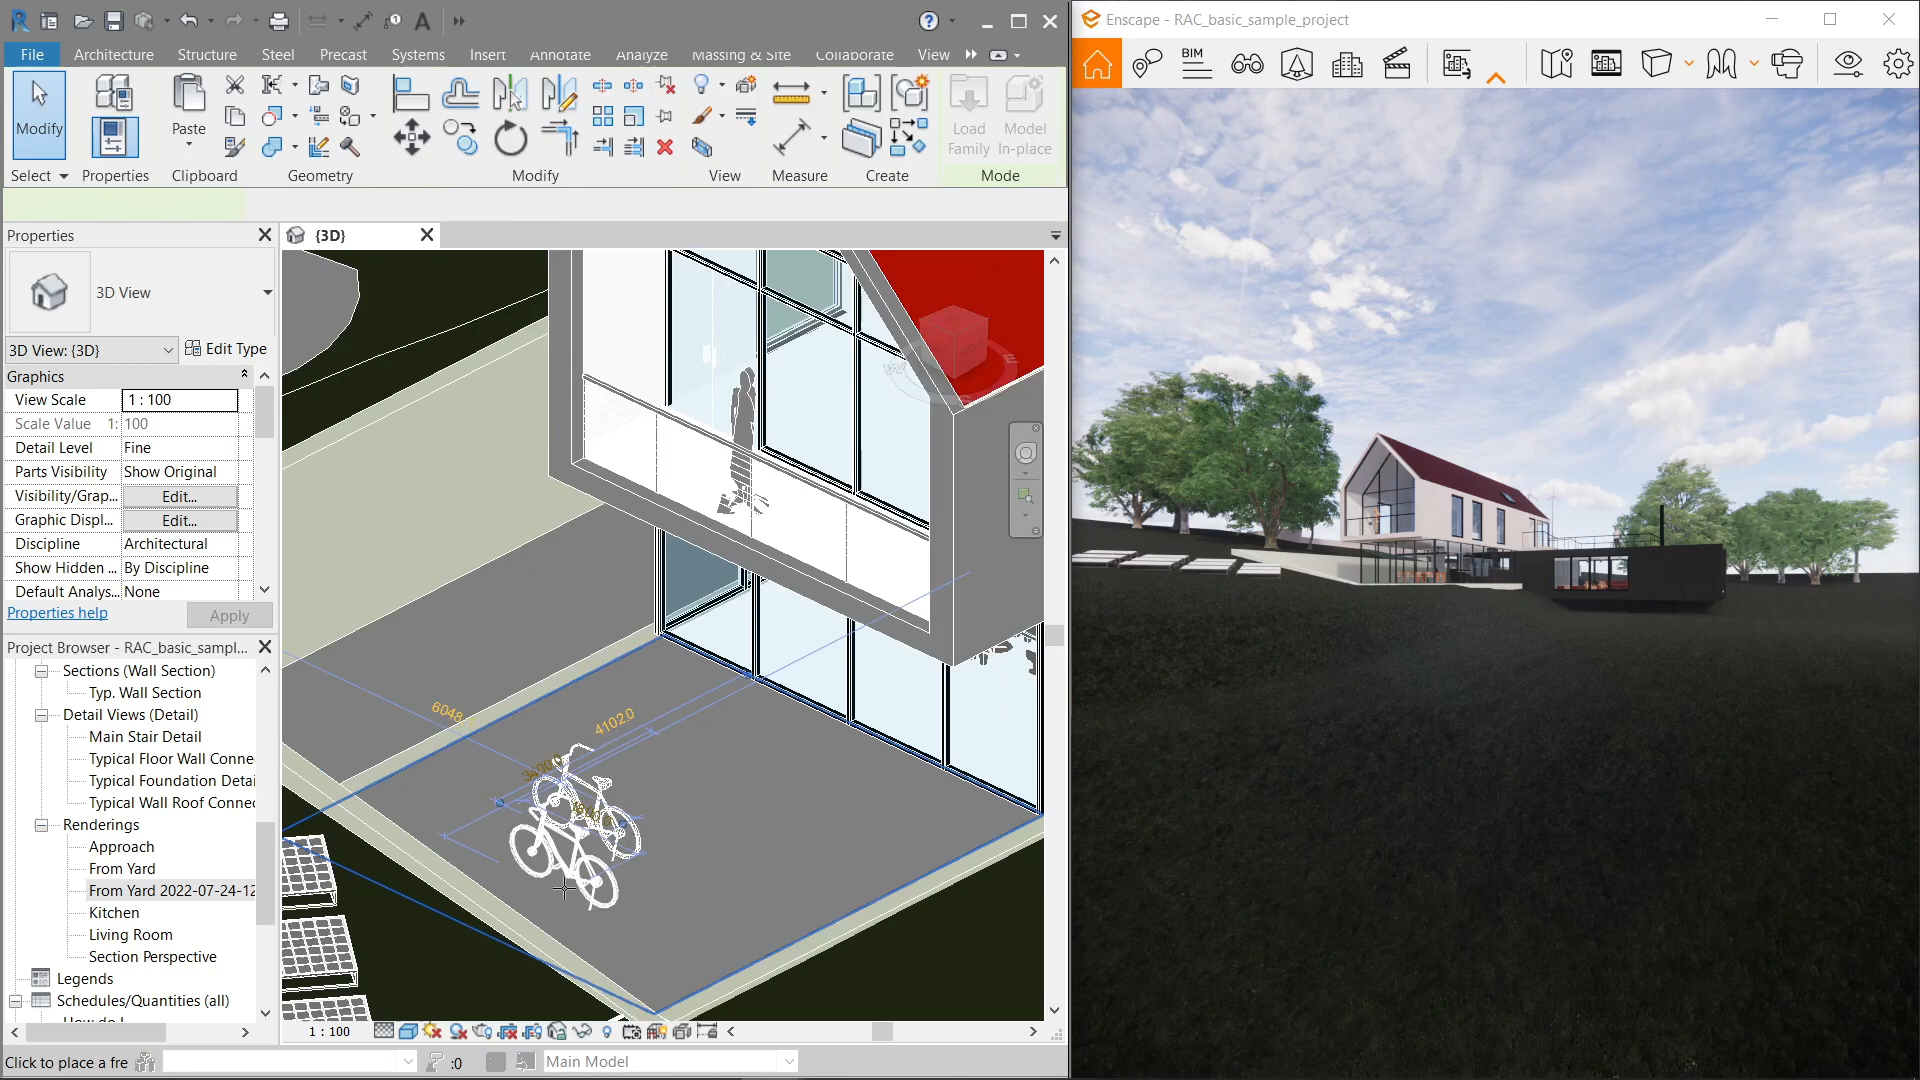 File
Architecture
Structure
Steel
Precast
Systems
Insert
Annotate
Analyze
Massing & Site
Collaborate
View
Modify
Paste
Load Family
Model In-place
Select
Properties
Clipboard
Geometry
Modify
View
Measure
Create
Mode
Properties
{3D}
3D View
3D View: {3D}
Edit Type
Graphics
View Scale 1 : 100
Scale Value 1: 100
Detail Level Fine
Parts Visibility Show Original
Visibility/Grap... Edit...
Graphic Displ... Edit...
Discipline Architectural
Show Hidden ... By Discipline
Default Analys... None
Properties help
Apply
Project Browser - RAC_basic_sampl...
Sections (Wall Section)
Typ. Wall Section
Detail Views (Detail)
Main Stair Detail
Typical Floor Wall Conne
Typical Foundation Detai
Typical Wall Roof Connec
Renderings
Approach
From Yard
From Yard 2022-07-24-12
Kitchen
Living Room
Section Perspective
Legends
Schedules/Quantities (all)
How do I
6048
4102.0
W
1 : 100
Click to place a fre
:0
Main Model
Enscape - RAC_basic_sample_project
BIM